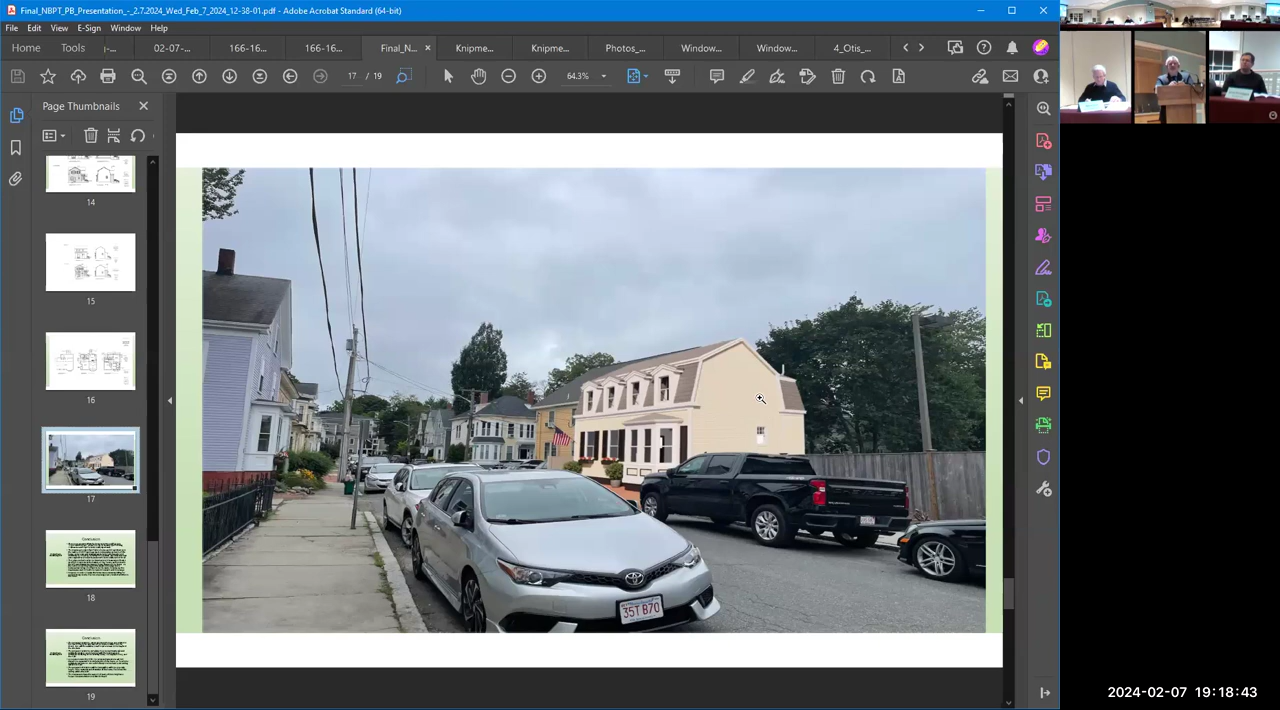 Final_NBPT_PB_Presentation_-_2.7.2024_Wed_Feb_7_2024_12-38-01.pdf - Adobe Acrobat Standard (64-bit)
File Edit View E-Sign Window Help
Home Tools 02-07-... 166-16... 166-16... Final_N... × Knipme... Knipme... Photos_... Window... Window... 4_Otis_...
17 / 19 64.3%
Page Thumbnails
14
15
16
17
Conclusion
18
Conclusion
19
35T B70
2024-02-07 19:18:43